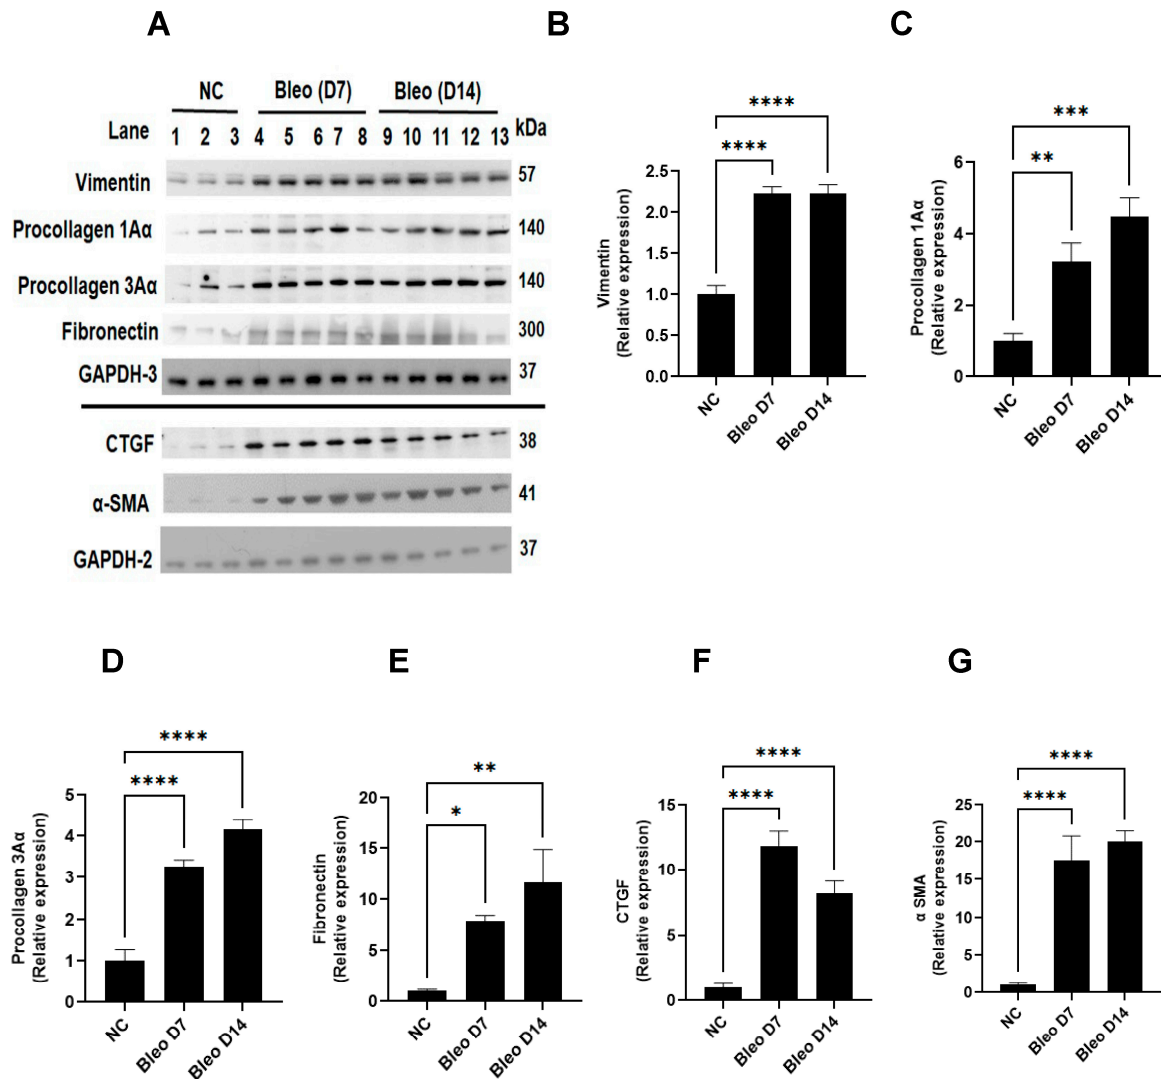 A
B
C
NC
Bleo (D7)
Bleo (D14)
Lane
1 2 3 4 5 6 7 8 9 10 11 12 13
kDa
Vimentin
57
Procollagen 1Aα
140
Procollagen 3Aα
140
Fibronectin
300
GAPDH-3
37
CTGF
38
α-SMA
41
GAPDH-2
37
****
****
2.5
2.0
1.5
1.0
0.5
0.0
Vimentin
(Relative expression)
NC
Bleo D7
Bleo D14
***
**
6
4
2
0
Procollagen 1Aα
(Relative expression)
NC
Bleo D7
Bleo D14
D
E
F
G
****
****
5
4
3
2
1
0
Procollagen 3Aα
(Relative expression)
NC
Bleo D7
Bleo D14
**
*
20
15
10
5
0
Fibronectin
(Relative expression)
NC
Bleo D7
Bleo D14
****
****
15
10
5
0
CTGF
(Relative expression)
NC
Bleo D7
Bleo D14
****
****
25
20
15
10
5
0
α SMA
(Relative expression)
NC
Bleo D7
Bleo D14